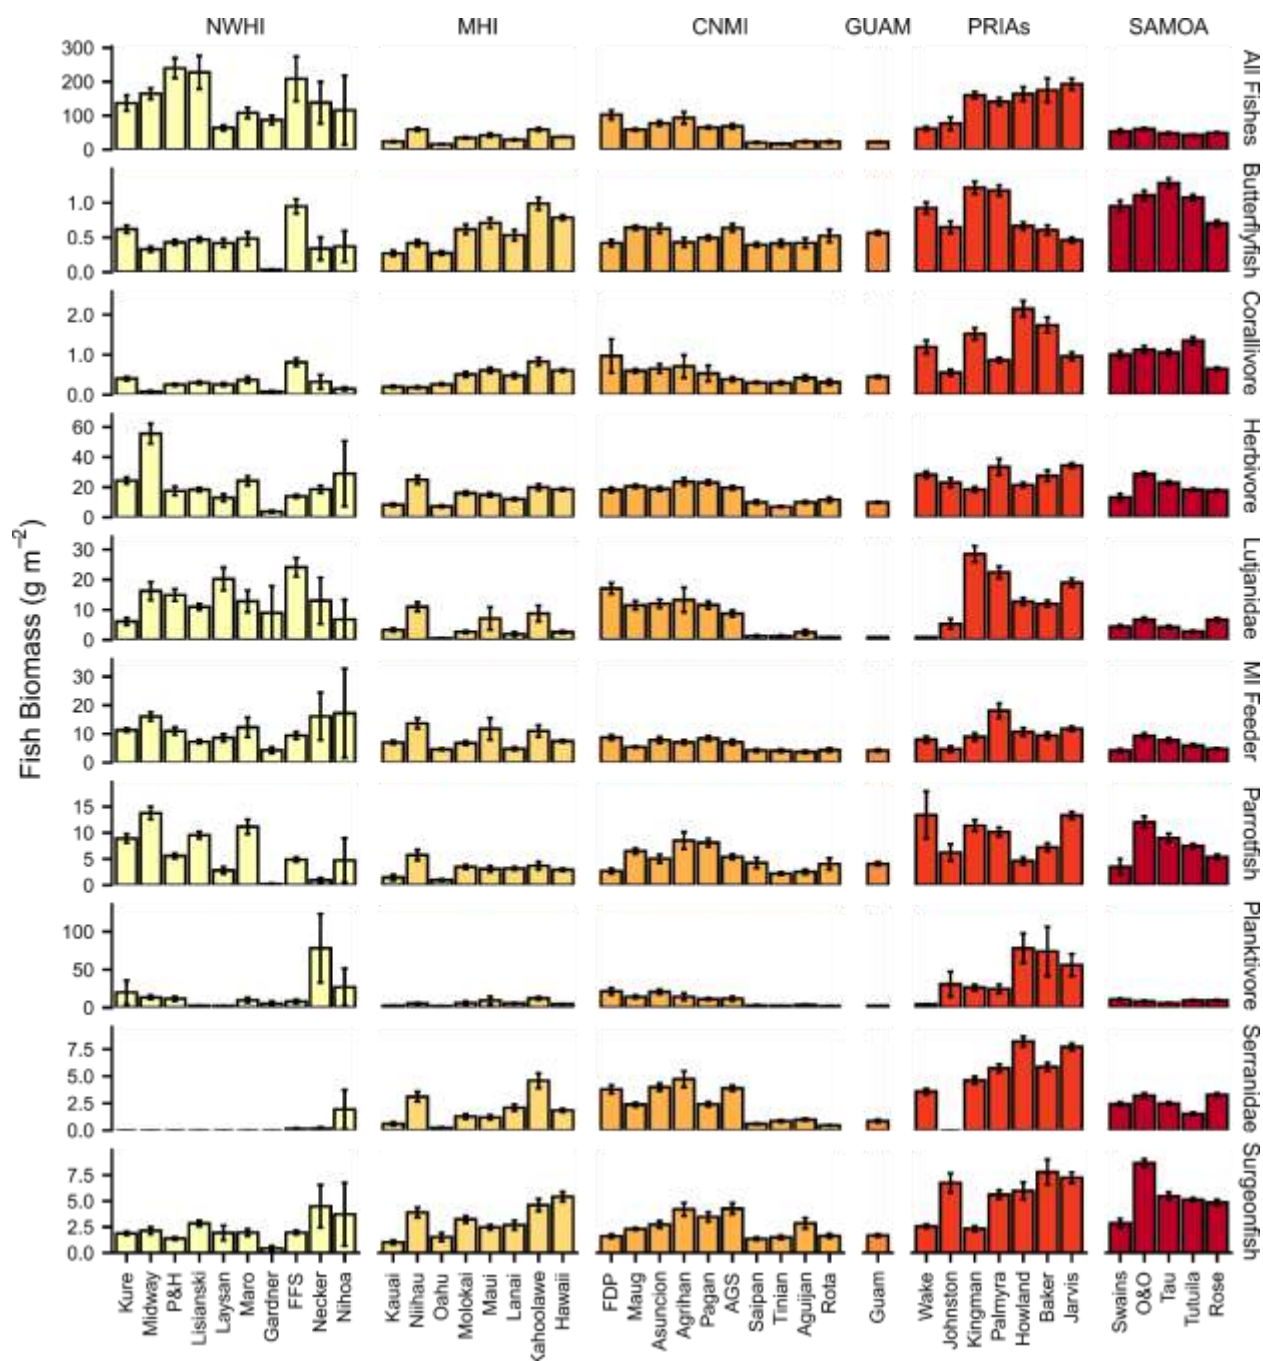 NWHI MHI CNMI GUAM PRIAs SAMOA
Fish Biomass (g m⁻²)
300
200
100
0
All Fishes
1.0
0.5
0.0
Butterflyfish
2.0
1.0
0.0
Corallivore
60
40
20
0
Herbivore
30
20
10
0
Lutjanidae
30
20
10
0
MI Feeder
15
10
5
0
Parrotfish
100
50
0
Planktivore
7.5
5.0
2.5
0.0
Serranidae
7.5
5.0
2.5
0.0
Surgeonfish
Kure Midway P&H Lisianski Laysan Maro Gardner FFS Necker Nihoa Kauai Niihau Oahu Molokai Maui Lanai Kahoolawe Hawaii FDP Maug Asuncion Agrihan Pagan AGS Saipan Tinian Aguijan Rota Guam Wake Johnston Kingman Palmyra Howland Baker Jarvis Swains O&O Tau Tutuila Rose